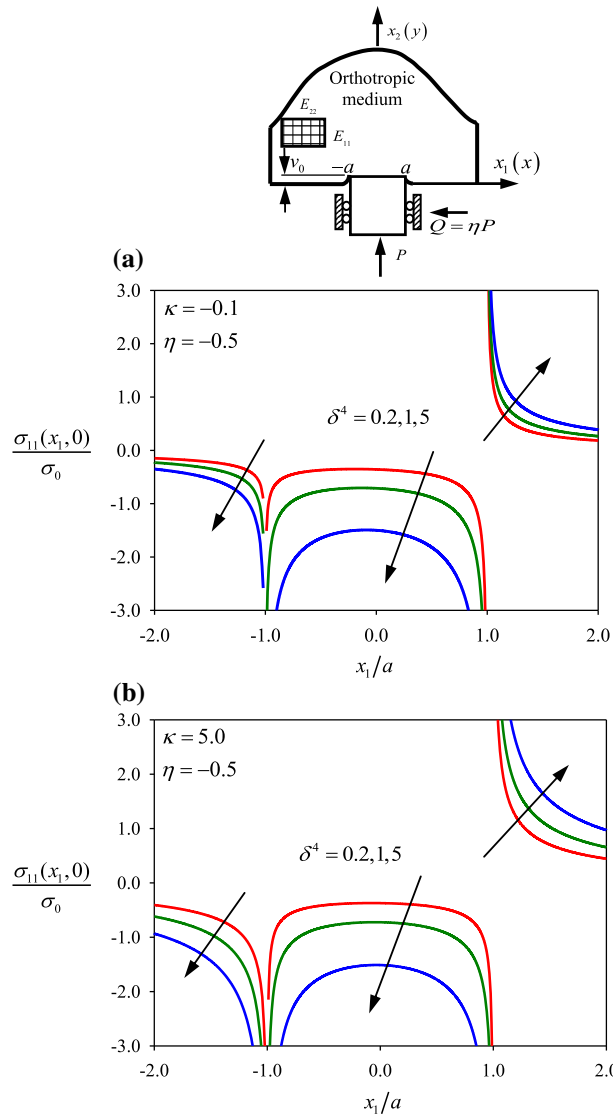 x₂(y)
Orthotropic
medium
E₂₂
E₁₁
v₀
−a
a
x₁(x)
Q = ηP
P
(a)
3.0
κ = −0.1
2.0
η = −0.5
1.0
δ⁴ = 0.2,1,5
σ₁₁(x₁,0)
σ₀
0.0
-1.0
-2.0
-3.0
-2.0 -1.0 0.0 1.0 2.0
x₁/a
(b)
3.0
κ = 5.0
η = −0.5
2.0
1.0
δ⁴ = 0.2,1,5
σ₁₁(x₁,0)
σ₀
0.0
-1.0
-2.0
-3.0
-2.0 -1.0 0.0 1.0 2.0
x₁/a